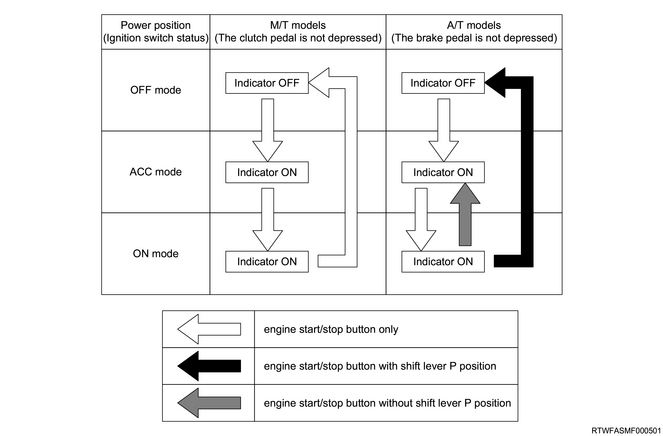 Power position
(Ignition switch status)
M/T models
(The clutch pedal is not depressed)
A/T models
(The brake pedal is not depressed)
OFF mode
Indicator OFF
Indicator OFF
ACC mode
Indicator ON
Indicator ON
ON mode
Indicator ON
Indicator ON
engine start/stop button only
engine start/stop button with shift lever P position
engine start/stop button without shift lever P position
RTWFASMF000501